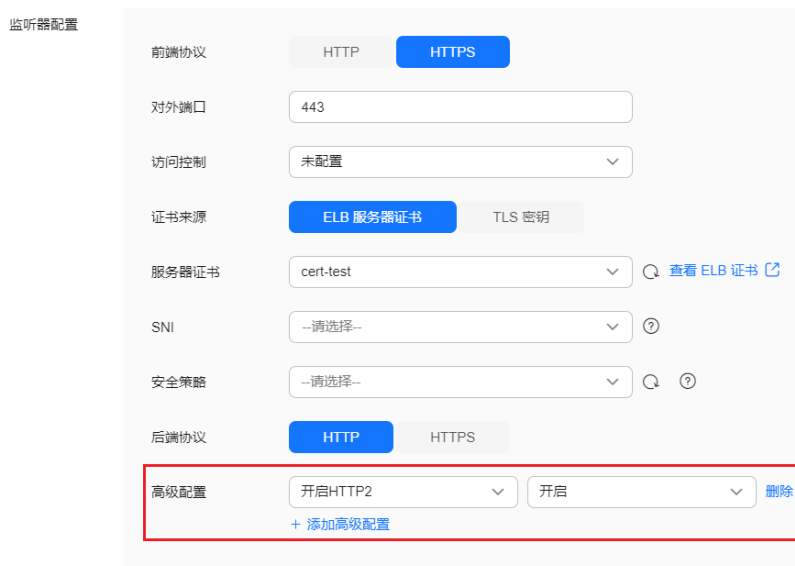 监听器配置
前端协议 HTTP HTTPS
对外端口 443
访问控制 未配置
证书来源 ELB 服务器证书 TLS 密钥
服务器证书 cert-test 查看 ELB 证书
SNI --请选择--
安全策略 --请选择--
后端协议 HTTP HTTPS
高级配置 开启HTTP2 开启 删除
+ 添加高级配置